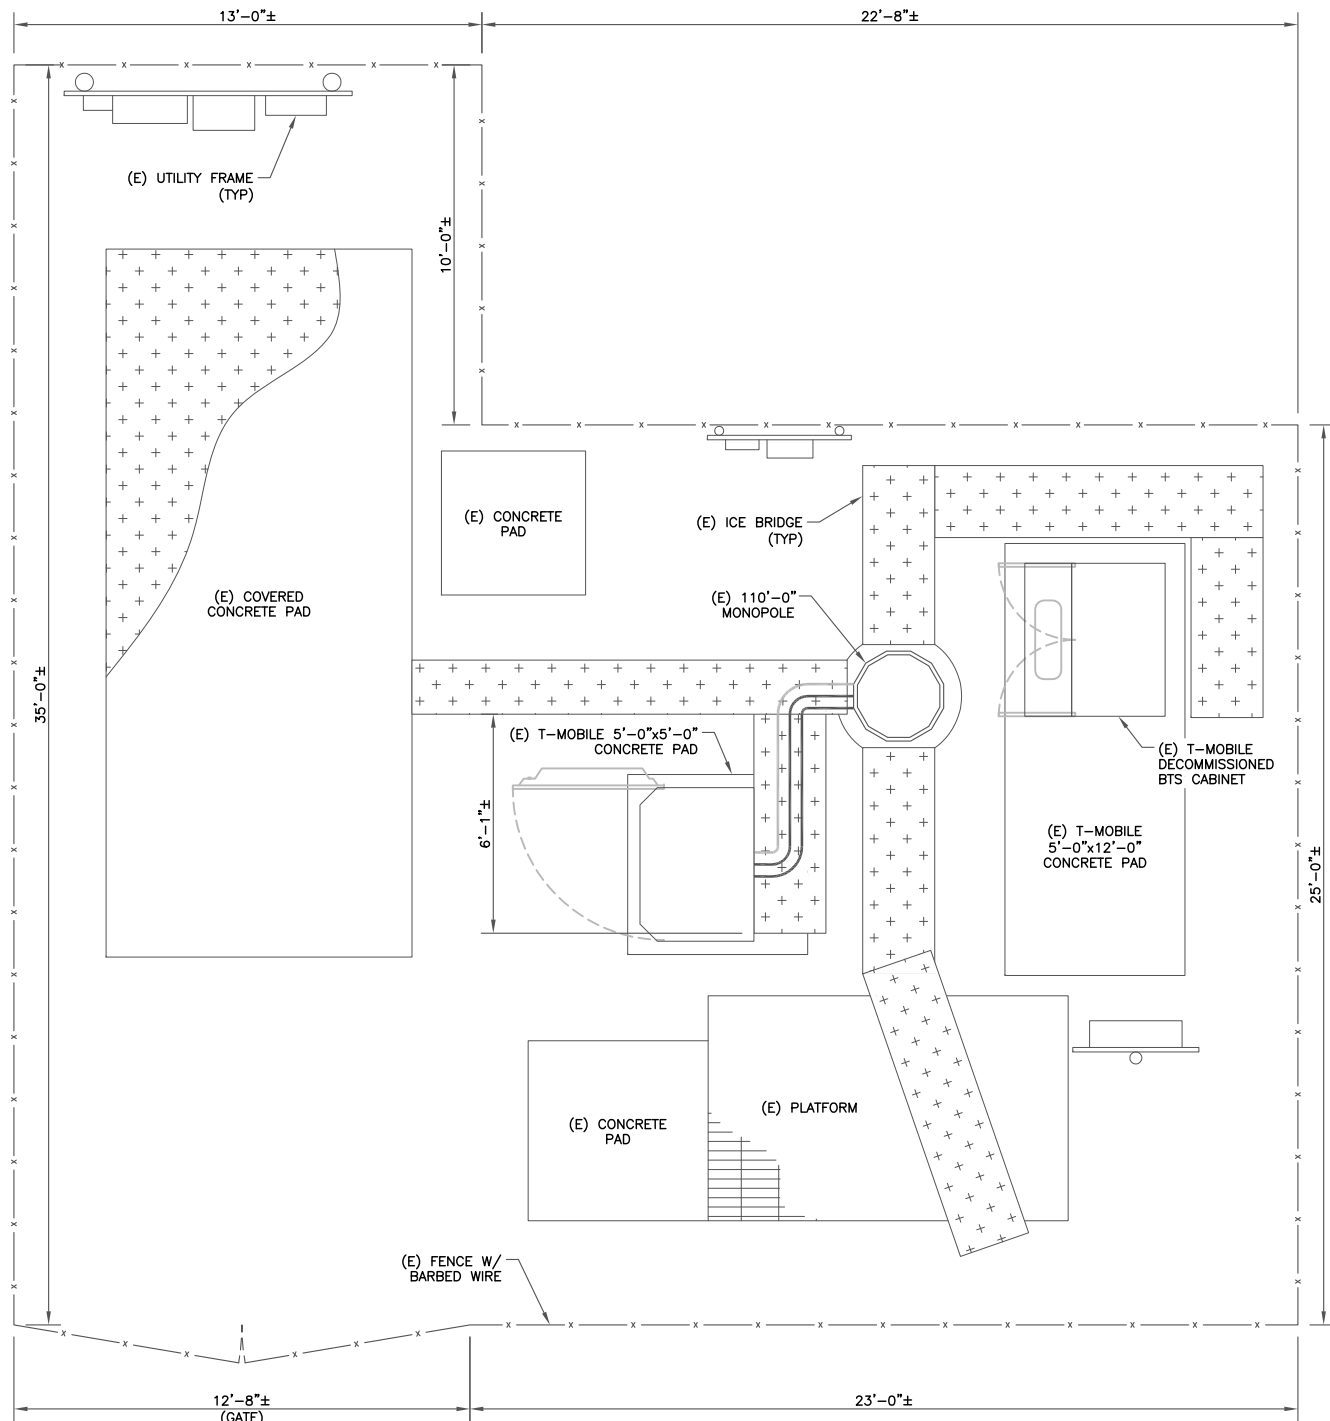 13'-0"±
22'-8"±
(E) UTILITY FRAME
(TYP)
10'-0"±
(E) CONCRETE
PAD
(E) ICE BRIDGE
(TYP)
(E) COVERED
CONCRETE PAD
(E) 110'-0"
MONOPOLE
35'-0"±
(E) T-MOBILE 5'-0"x5'-0"
CONCRETE PAD
(E) T-MOBILE
DECOMMISSIONED
BTS CABINET
6'-1"±
(E) T-MOBILE
5'-0"x12'-0"
CONCRETE PAD
25'-0"±
(E) CONCRETE
PAD
(E) PLATFORM
(E) FENCE W/
BARBED WIRE
12'-8"±
(GATE)
23'-0"±